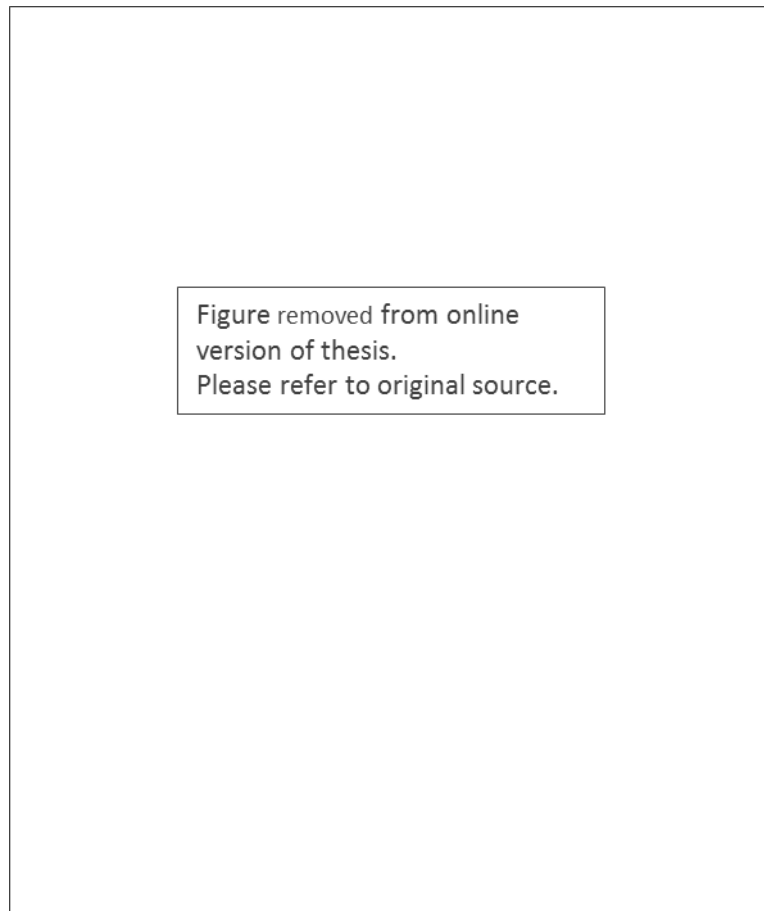 Figure removed from online
version of thesis.
Please refer to original source.